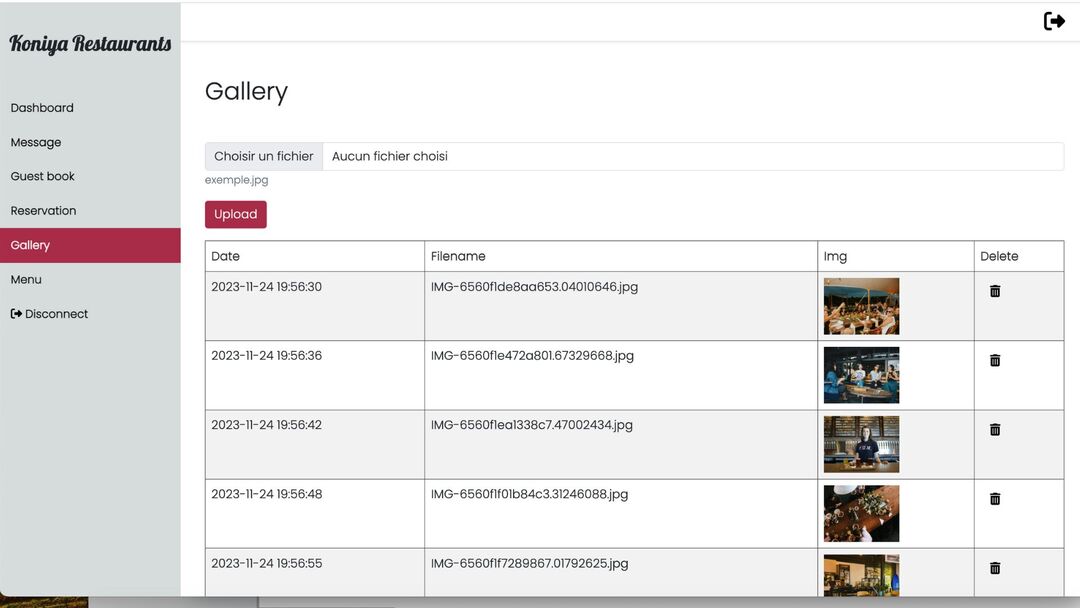 Koniya Restaurants
Dashboard
Message
Guest book
Reservation
Gallery
Menu
Disconnect
Gallery
Choisir un fichier Aucun fichier choisi
exemple.jpg
Upload
Date Filename Img Delete
2023-11-24 19:56:30 IMG-6560f1de8aa653.04010646.jpg
2023-11-24 19:56:36 IMG-6560f1e472a801.67329668.jpg
2023-11-24 19:56:42 IMG-6560f1ea1338c7.47002434.jpg
2023-11-24 19:56:48 IMG-6560f1f01b84c3.31246088.jpg
2023-11-24 19:56:55 IMG-6560f1f7289867.01792625.jpg